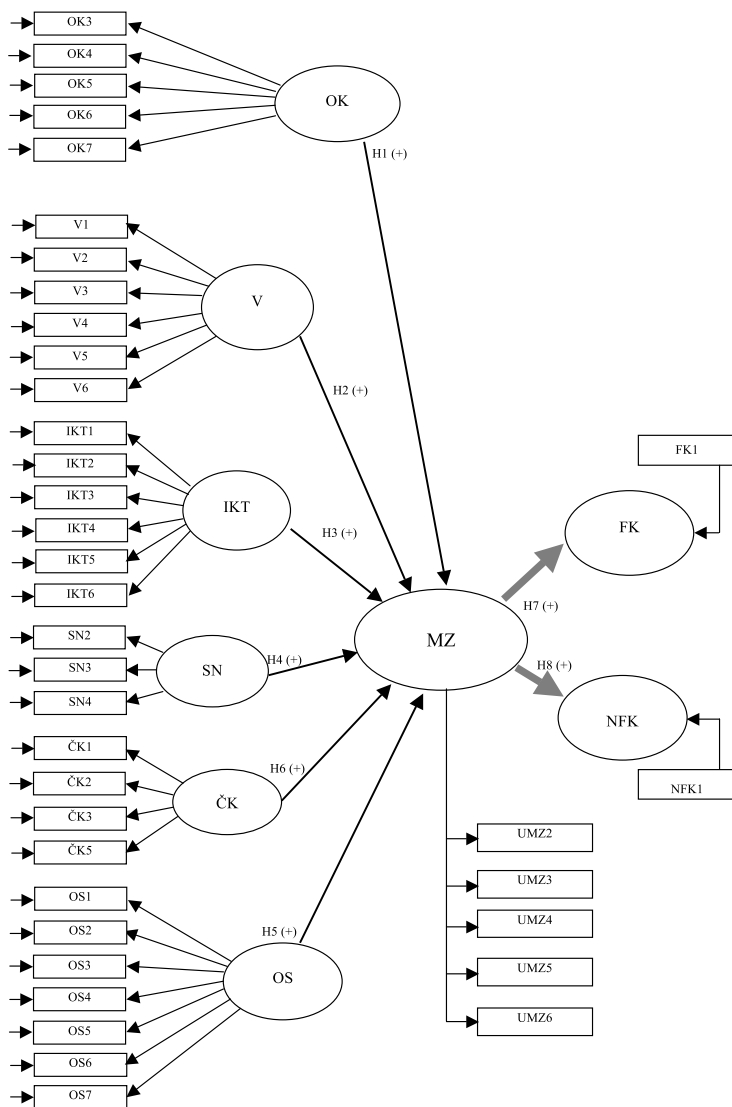 OK3
OK4
OK5
OK6
OK7
OK
H1 (+)
V1
V2
V3
V4
V5
V6
V
H2 (+)
IKT1
IKT2
IKT3
IKT4
IKT5
IKT6
IKT
H3 (+)
SN2
SN3
SN4
SN
H4 (+)
ČK1
ČK2
ČK3
ČK5
ČK
H6 (+)
OS1
OS2
OS3
OS4
OS5
OS6
OS7
OS
H5 (+)
MZ
H7 (+)
H8 (+)
FK1
FK
NFK
NFK1
UMZ2
UMZ3
UMZ4
UMZ5
UMZ6